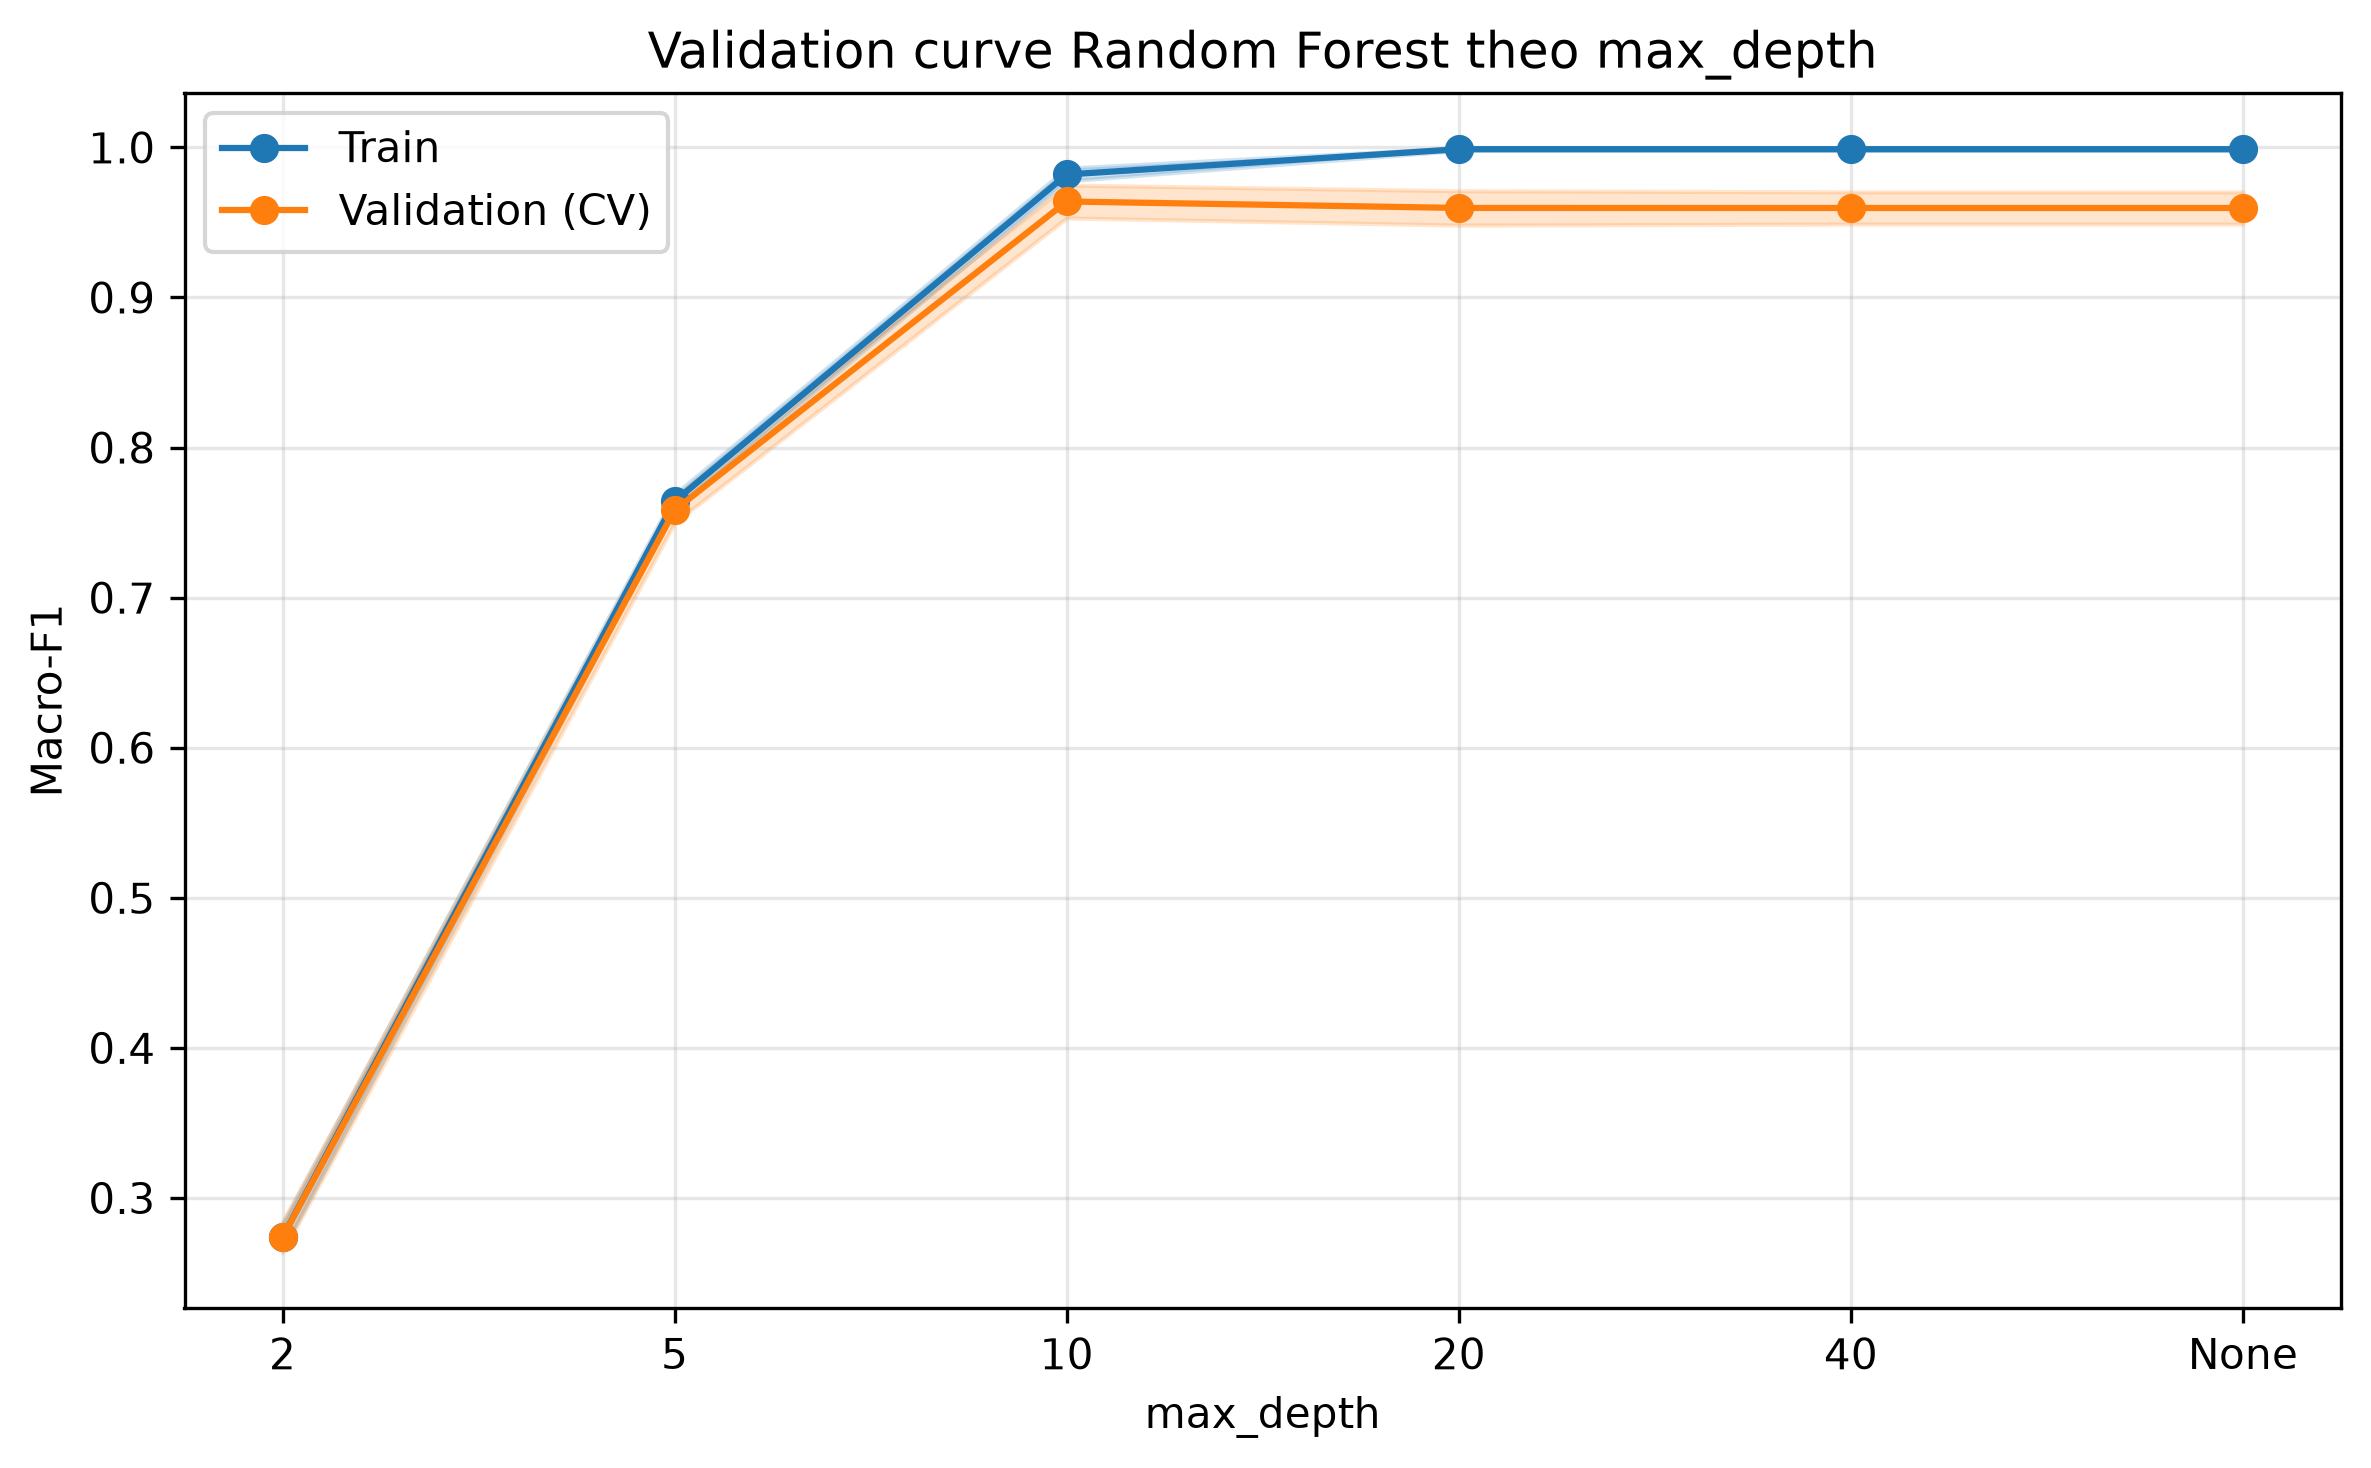 Validation curve Random Forest theo max_depth
Train
Validation (CV)
1.0
0.9
0.8
0.7
0.6
0.5
0.4
0.3
Macro-F1
2 5 10 20 40 None
max_depth